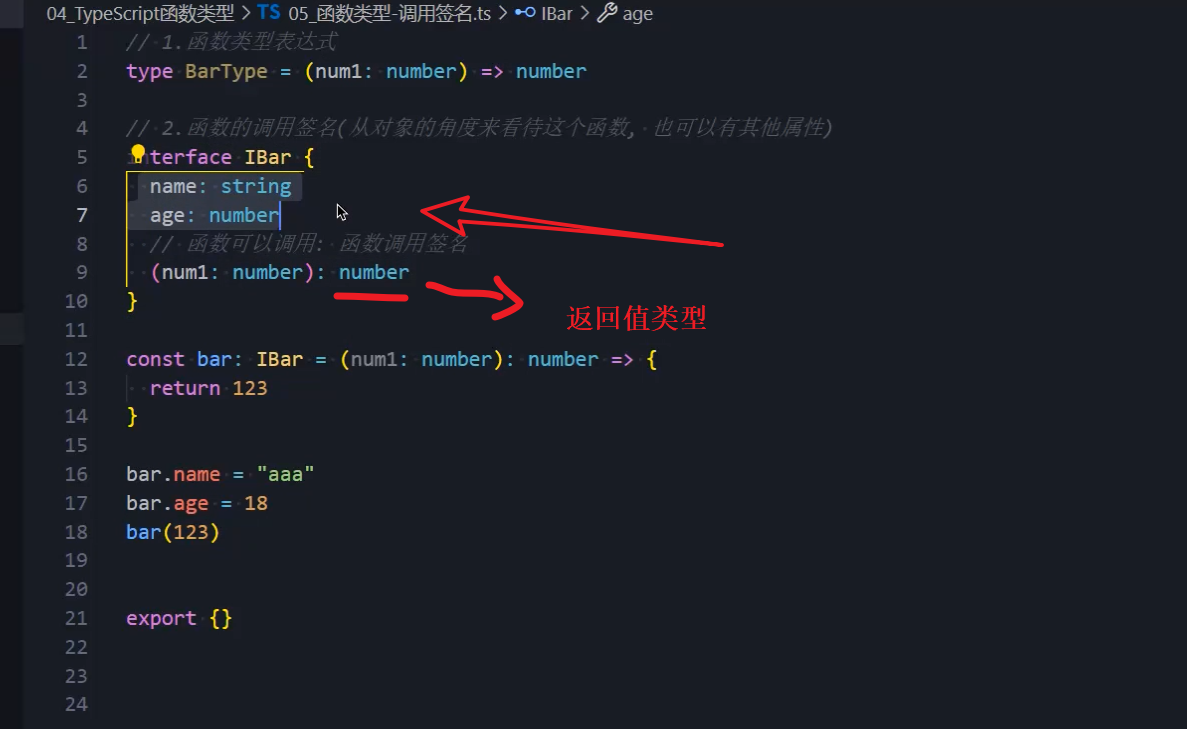 04_TypeScript函数类型 > TS 05_函数类型-调用签名.ts > IBar > age
1 // 1.函数类型表达式
2 type BarType = (num1: number) => number
3
4 // 2.函数的调用签名(从对象的角度来看待这个函数, 也可以有其他属性)
5 interface IBar {
6 name: string
7 age: number
8 // 函数可以调用: 函数调用签名
9 (num1: number): number
10 }
返回值类型
11
12 const bar: IBar = (num1: number): number => {
13 return 123
14 }
15
16 bar.name = "aaa"
17 bar.age = 18
18 bar(123)
19
20
21 export {}
22
23
24